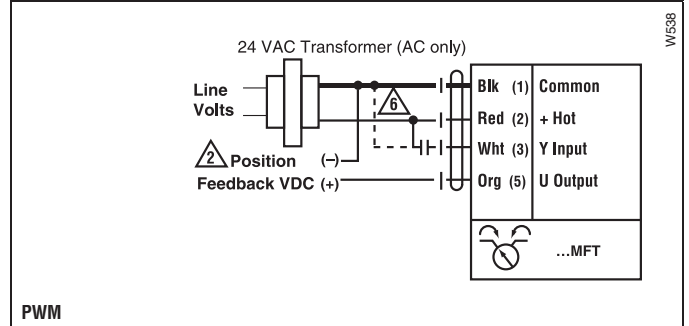 W538
24 VAC Transformer (AC only)
Line
Volts
Blk (1) Common
6
Red (2) + Hot
Wht (3) Y Input
2 Position (–)
Feedback VDC (+)
Org (5) U Output
...MFT
PWM